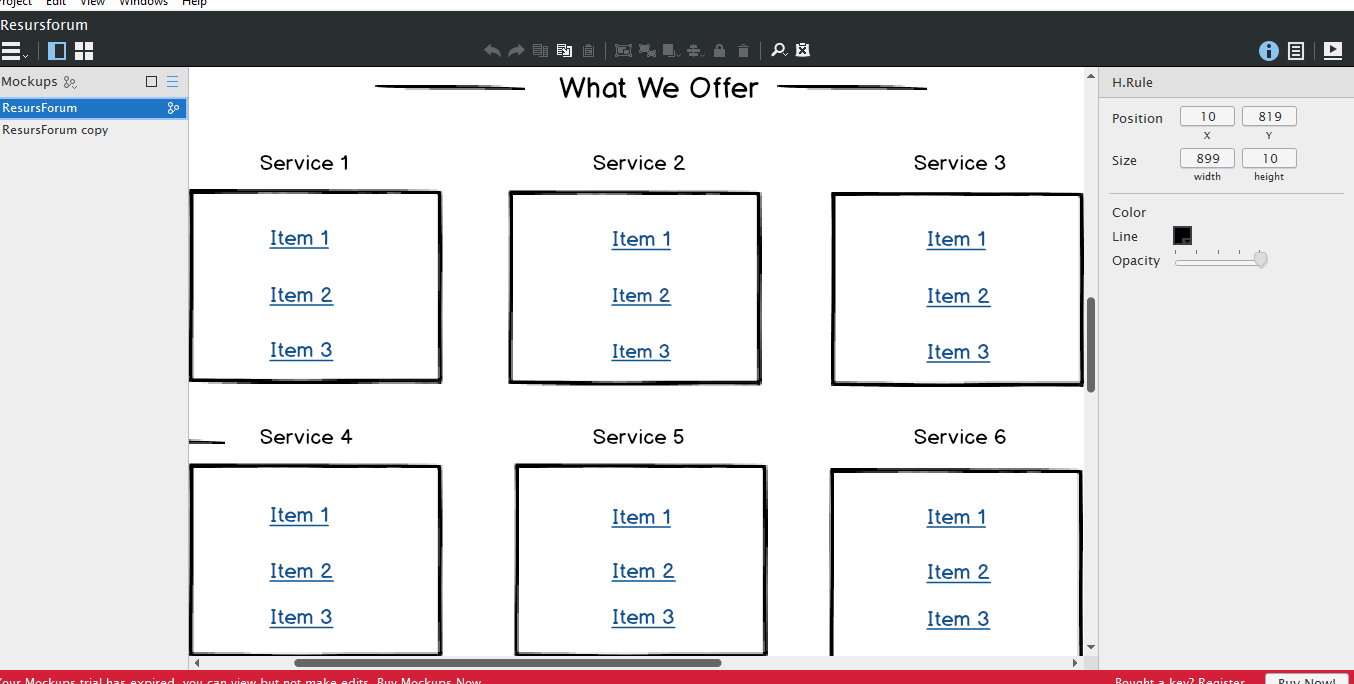 Project Edit View Windows Help
Resursforum
Mockups
ResursForum
ResursForum copy
What We Offer
Service 1 Service 2 Service 3
Item 1 Item 1 Item 1
Item 2 Item 2 Item 2
Item 3 Item 3 Item 3
Service 4 Service 5 Service 6
Item 1 Item 1 Item 1
Item 2 Item 2 Item 2
Item 3 Item 3 Item 3
H.Rule
Position 10 819
X Y
Size 899 10
width height
Color
Line
Opacity
Your Mockups trial has expired, you can view but not make edits. Buy Mockups Now. Bought a key? Register Buy Now!